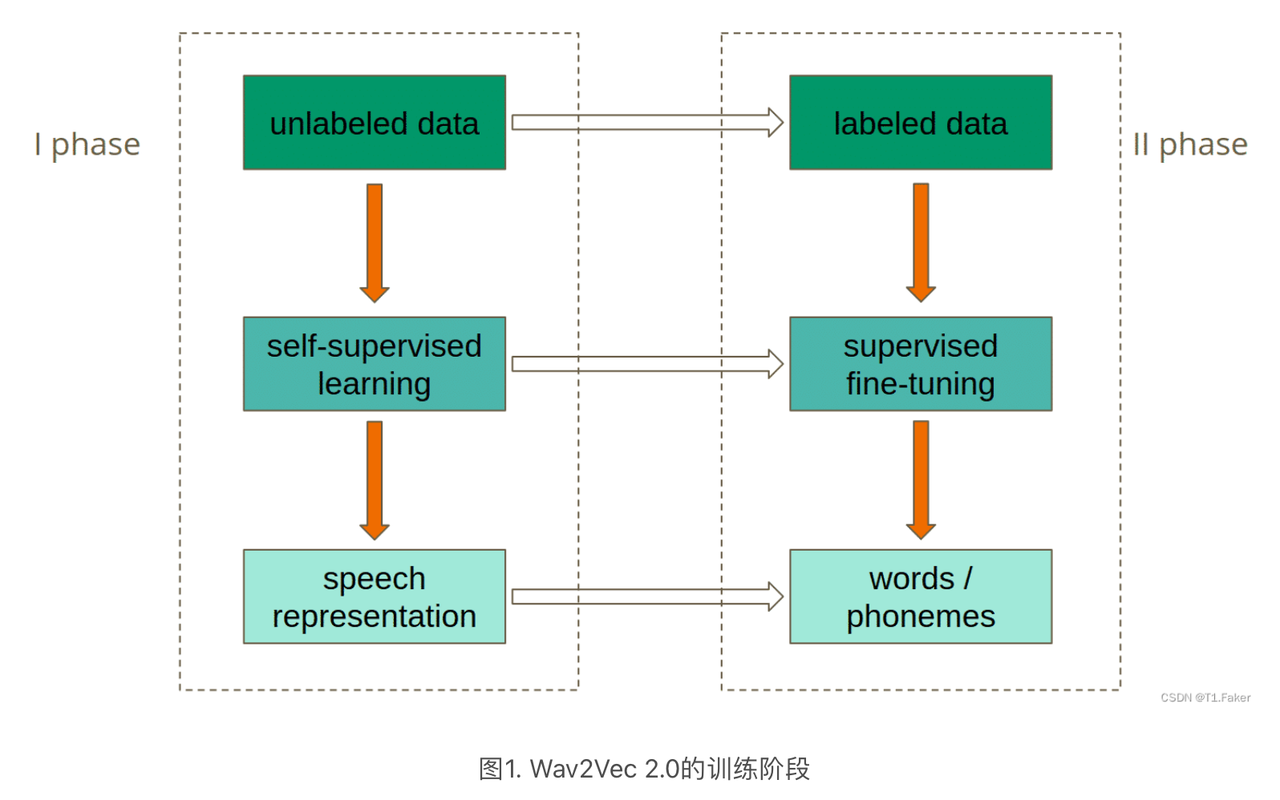 I phase
unlabeled data
labeled data
II phase
self-supervised
learning
supervised
fine-tuning
speech
representation
words /
phonemes
CSDN @T1.Faker
图1. Wav2Vec 2.0的训练阶段